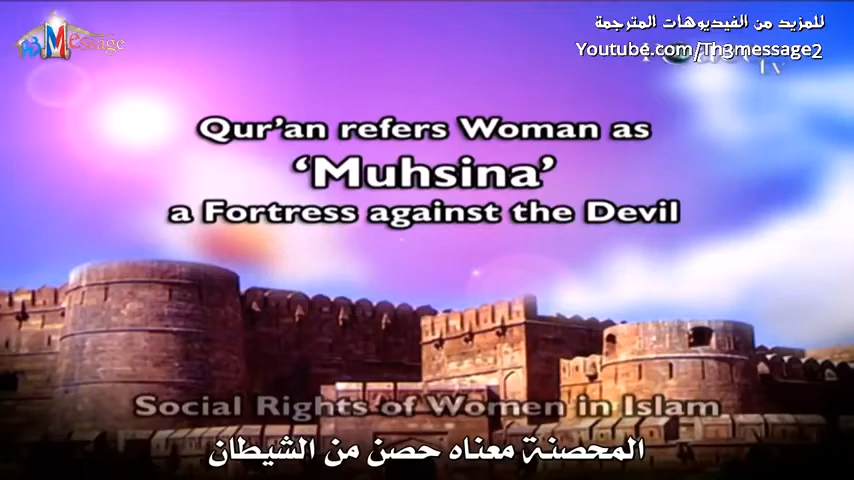 Message
للمزيد من الفيديوهات المترجمة
Youtube.com/Th3message2
tv
Qur'an refers Woman as
'Muhsina'
a Fortress against the Devil
Social Rights of Women in Islam
المحصنة معناه حصن من الشيطان